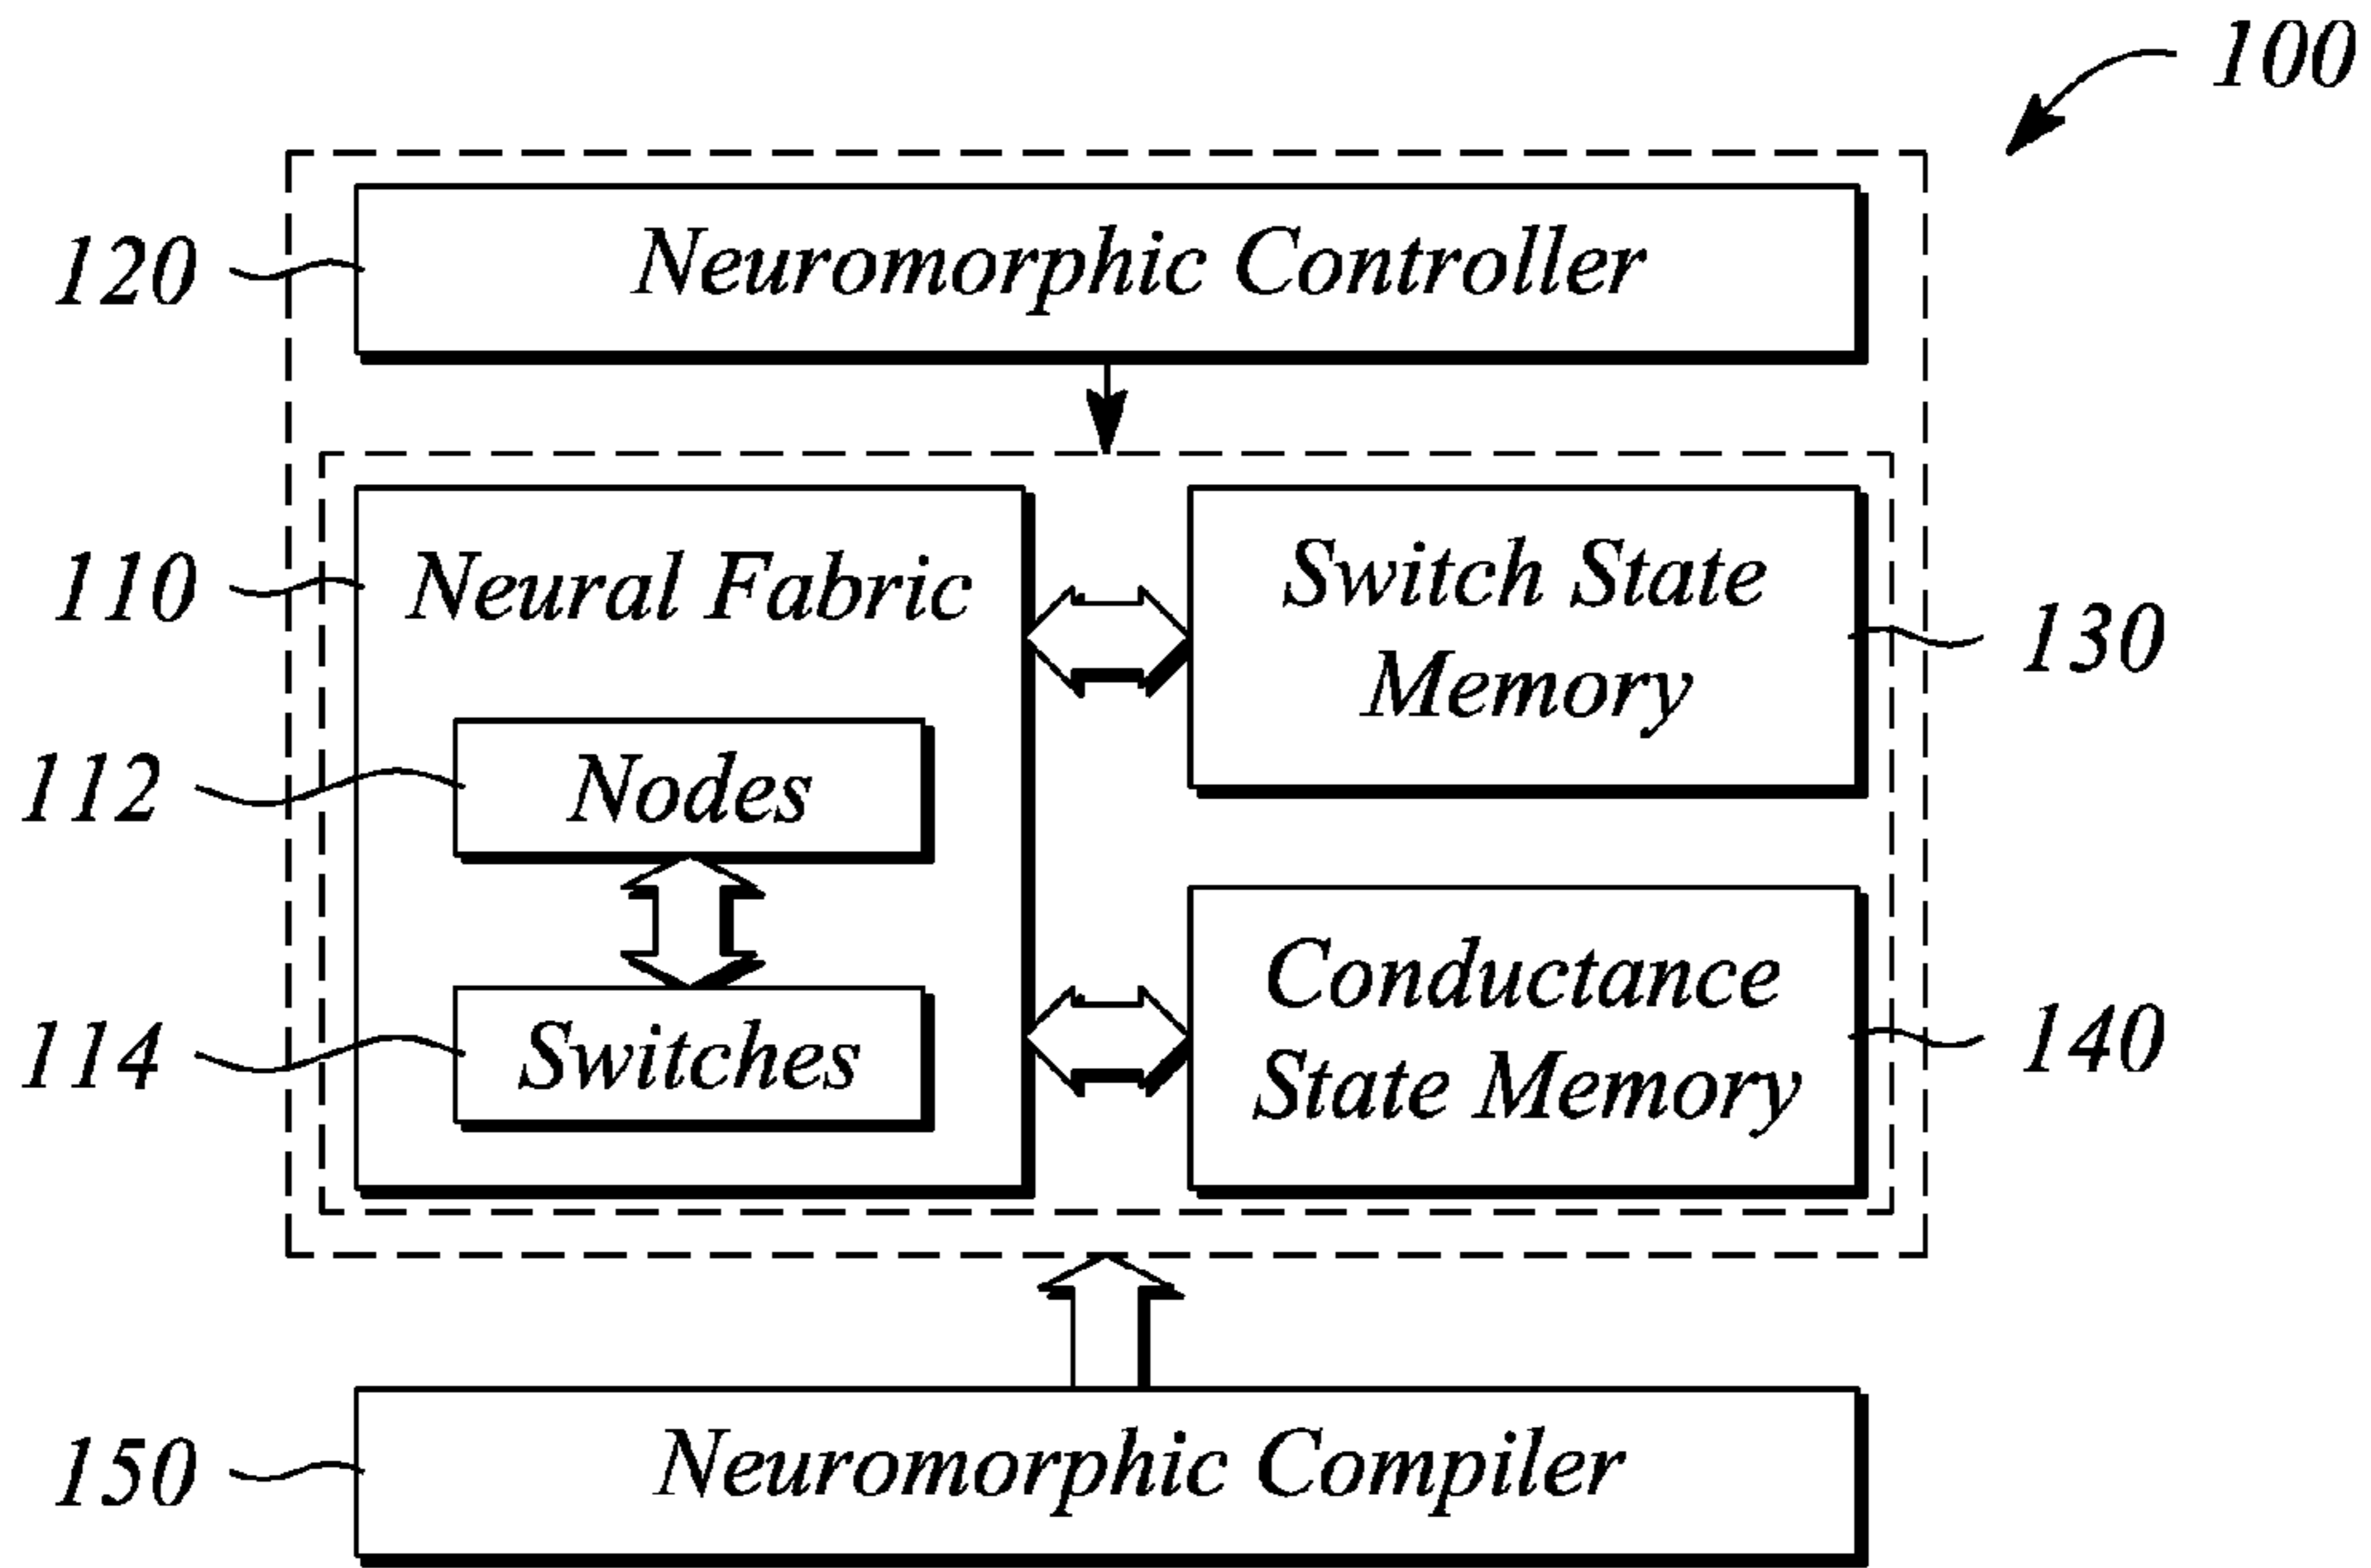 100
120
Neuromorphic Controller
110
Neural Fabric
Switch State
Memory
130
112
Nodes
114
Switches
Conductance
State Memory
140
150
Neuromorphic Compiler